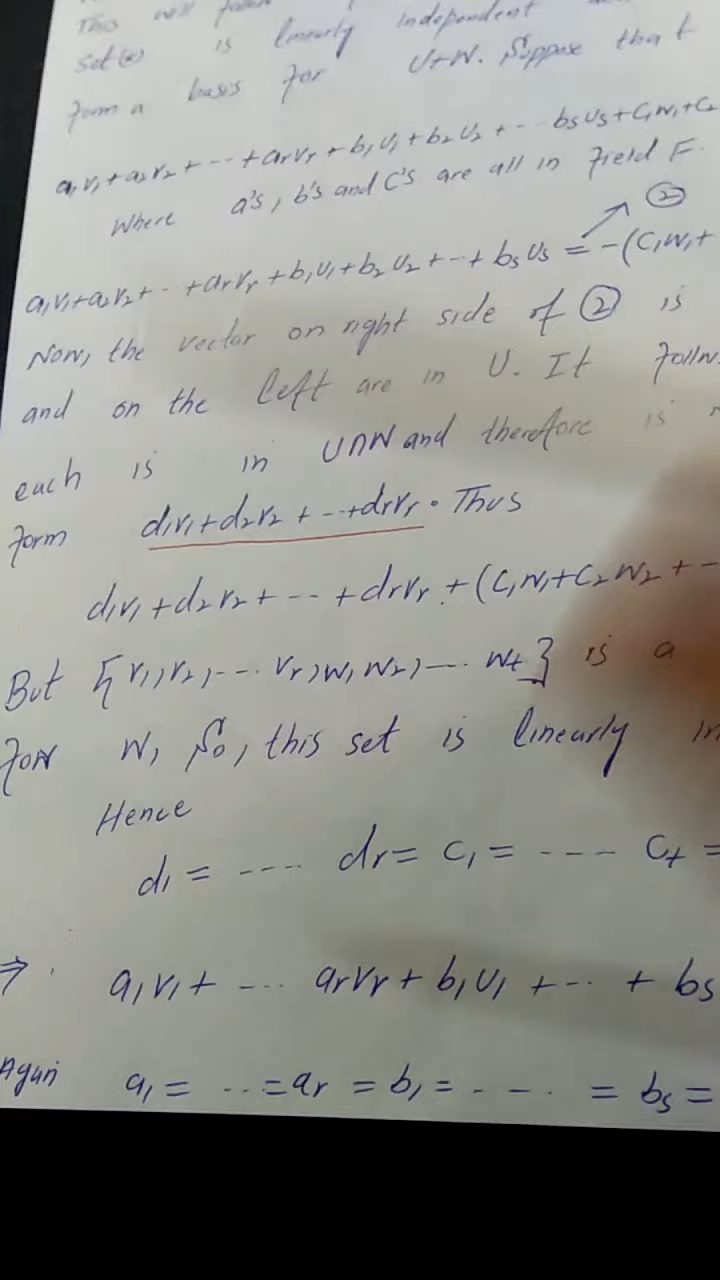 This will follow
set is linearly independent
form a basis for U+W. Suppose that
a₁v₁+a₂v₂+ --- +arvr+b₁u₁+b₂u₂+ --- bsus+c₁w₁+c₂
Where a's, b's and c's are all in field F.
②
a₁v₁+a₂v₂+ --- +arvr+b₁u₁+b₂u₂+---+bsus = -(c₁w₁+
Now, the vector on right side of ② is
and on the left are in U. It
each is in U∩W and therefore is
form d₁v₁+d₂v₂+ --- +drvr. Thus
d₁v₁+d₂v₂+ --- +drvr+(c₁w₁+c₂w₂+ --
But {v₁,v₂,--- vr,w₁,w₂,--- wt} is a
for W, So, this set is linearly
Hence
d₁ = ---- dr = c₁ = ---- ct =
⇒ a₁v₁+ --- arvr+b₁u₁+ --- + bs
Again a₁ = --- = ar = b₁ = ---- = bs =